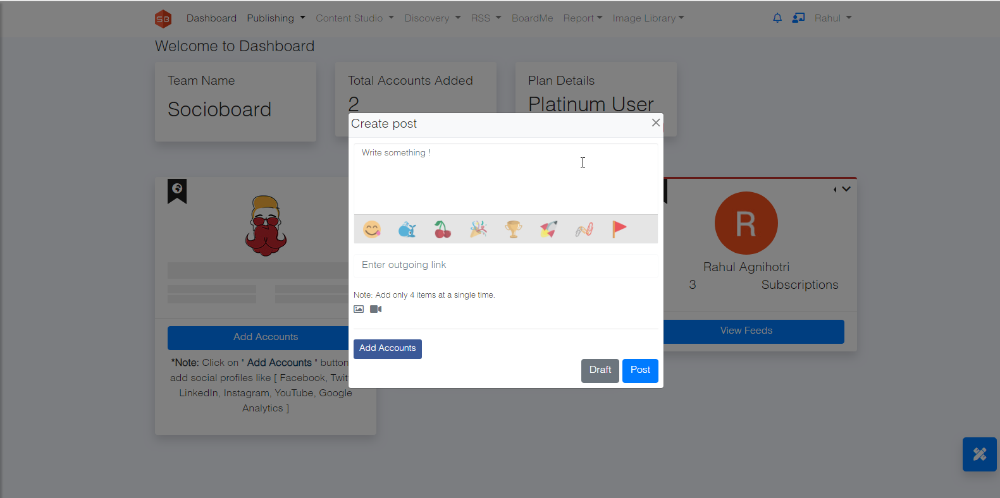 SB Dashboard Publishing Content Studio Discovery RSS BoardMe Report Image Library Rahul
Welcome to Dashboard
Team Name
Socioboard
Total Accounts Added
2
Plan Details
Platinum User
Create post
Write something !
Enter outgoing link
Note: Add only 4 items at a single time.
Add Accounts
Draft Post
Add Accounts
*Note: Click on " Add Accounts " button
add social profiles like [ Facebook,
LinkedIn, Instagram, YouTube, Google
Analytics ]
R
Rahul Agnihotri
3 Subscriptions
View Feeds